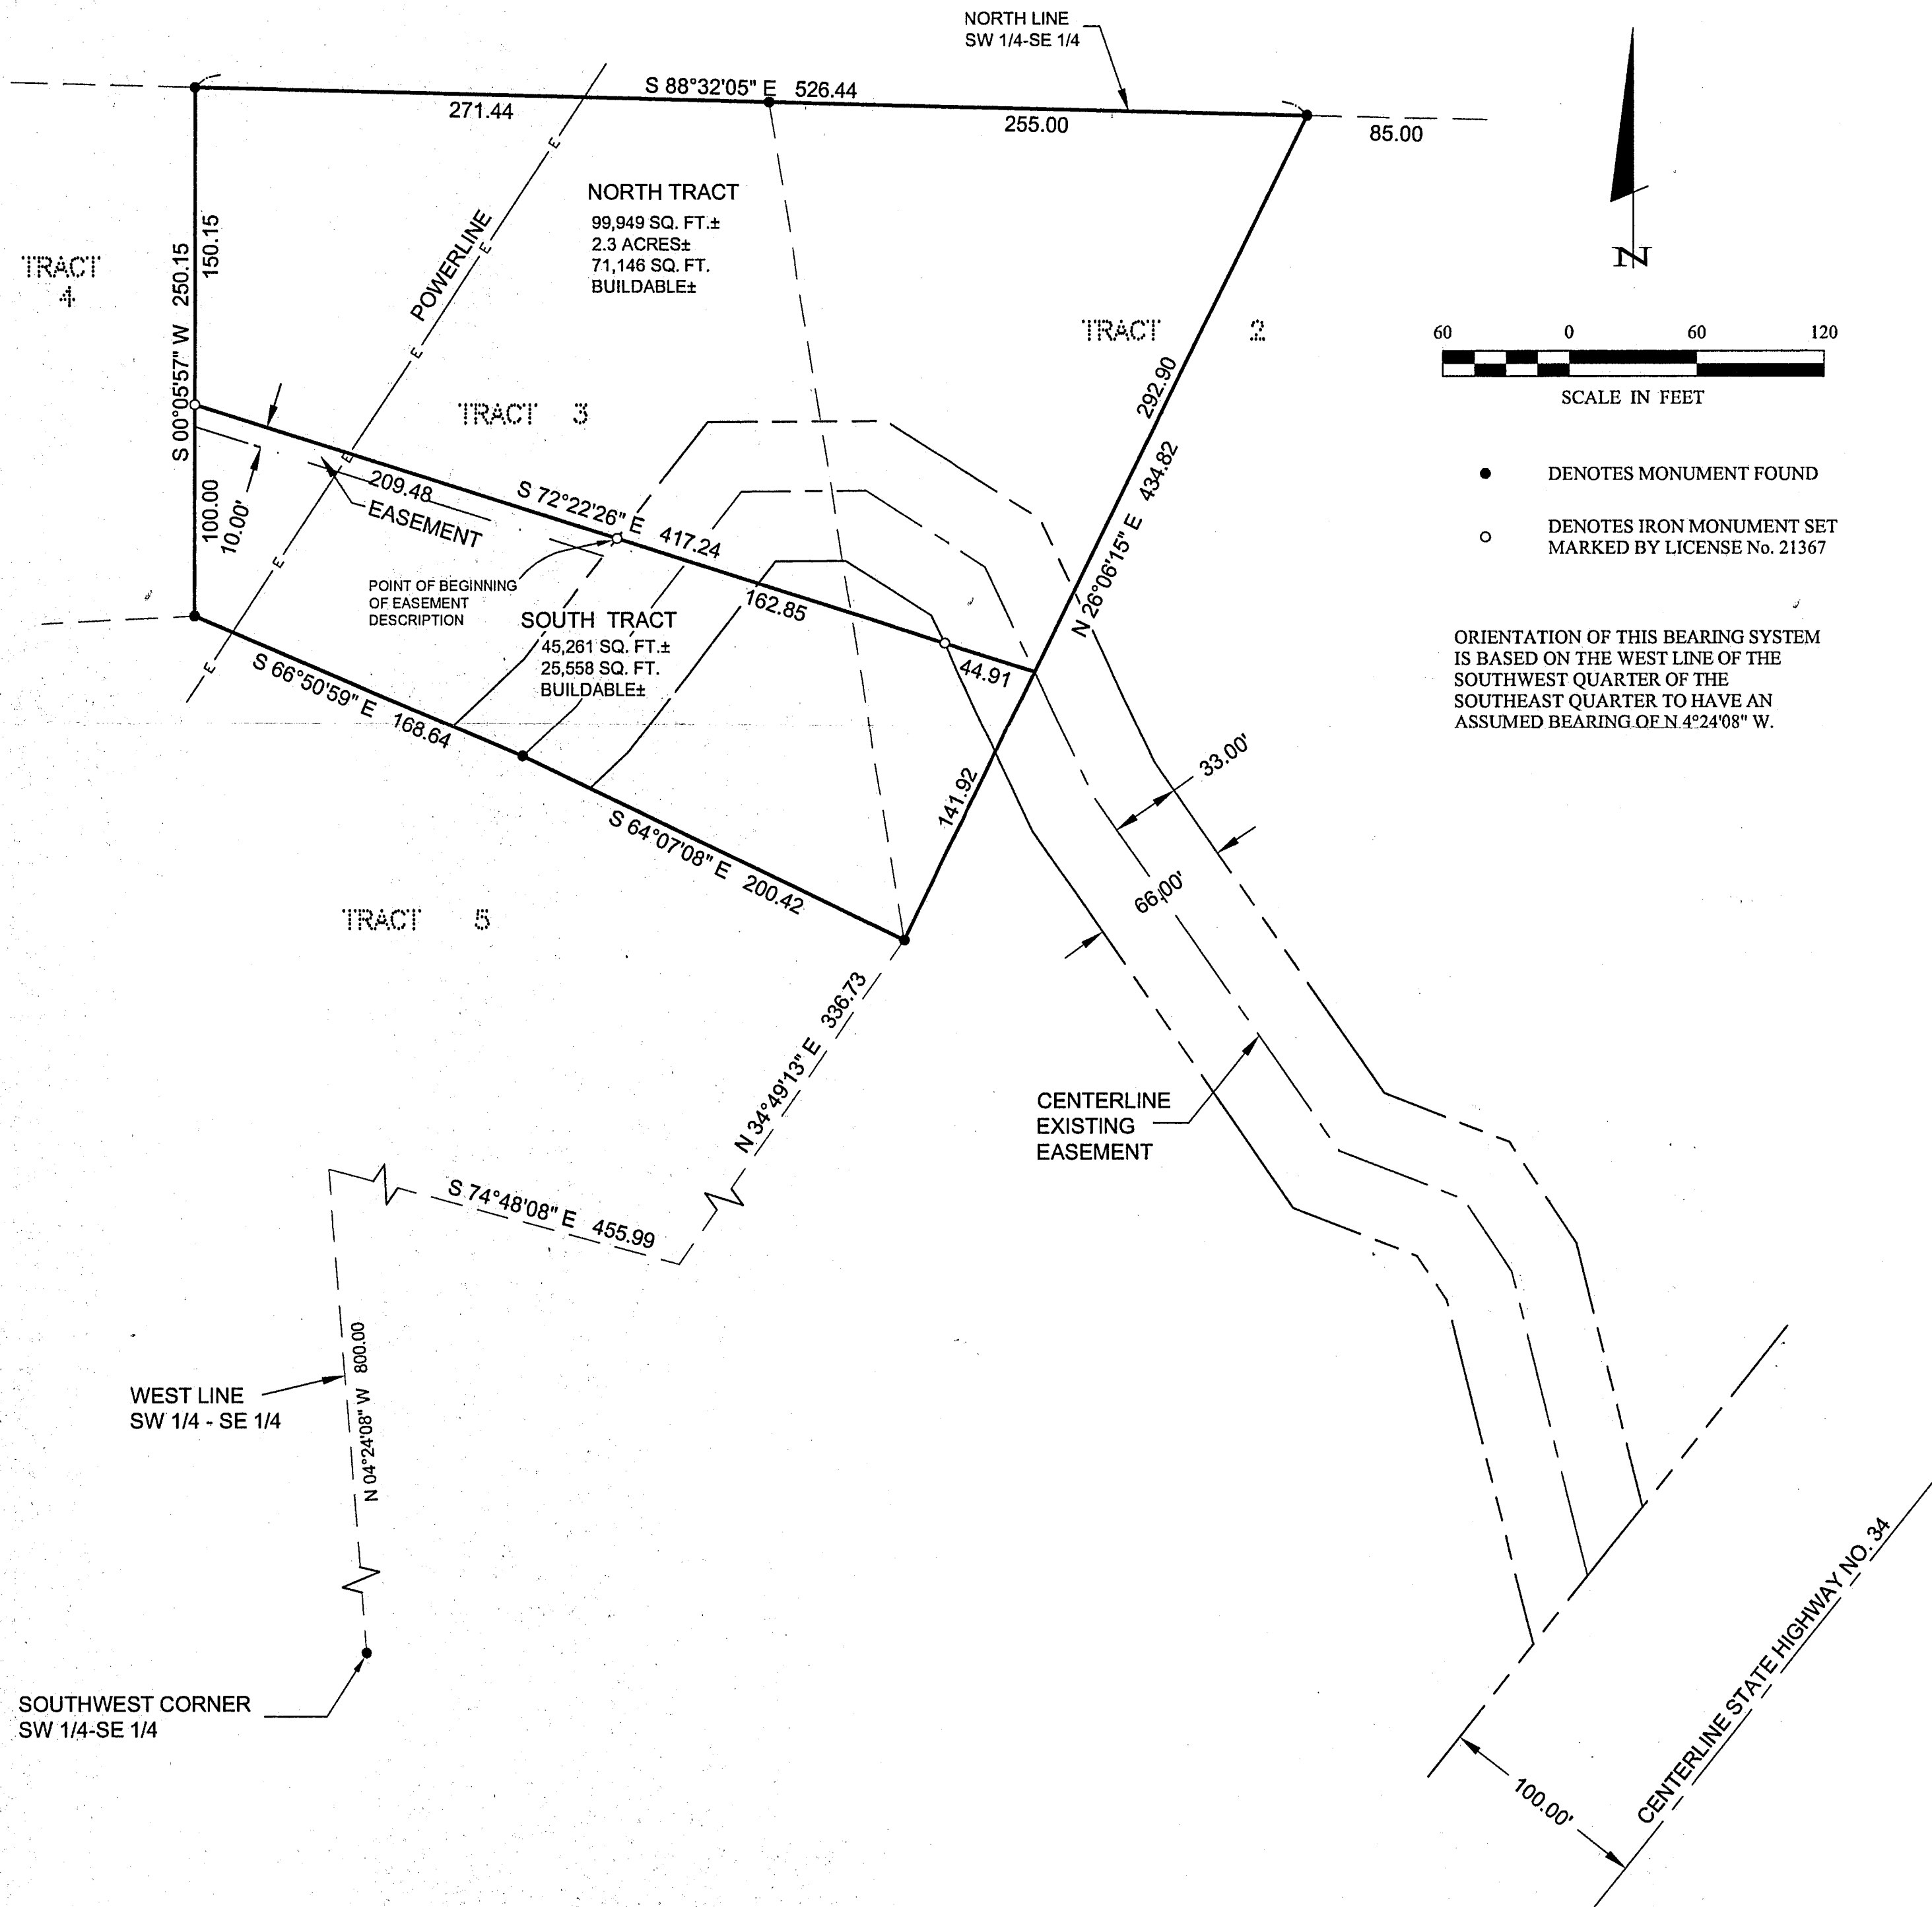 NORTH LINE
SW 1/4-SE 1/4
S 88°32'05" E 526.44
271.44
255.00
85.00
NORTH TRACT
99,949 SQ. FT.±
2.3 ACRES±
71,146 SQ. FT.
BUILDABLE±
POWERLINE
E
E
E
E
E
E
TRACT
4
S 00°05'57" W 250.15
150.15
100.00
10.00'
TRACT 3
TRACT 2
292.90
N 26°06'15" E 434.82
141.92
209.48
EASEMENT
S 72°22'26" E 417.24
162.85
44.91
POINT OF BEGINNING
OF EASEMENT
DESCRIPTION
SOUTH TRACT
45,261 SQ. FT.±
25,558 SQ. FT.
BUILDABLE±
S 66°50'59" E 168.64
S 64°07'08" E 200.42
TRACT 5
N
60 0 60 120
SCALE IN FEET
DENOTES MONUMENT FOUND
DENOTES IRON MONUMENT SET
MARKED BY LICENSE No. 21367
ORIENTATION OF THIS BEARING SYSTEM
IS BASED ON THE WEST LINE OF THE
SOUTHWEST QUARTER OF THE
SOUTHEAST QUARTER TO HAVE AN
ASSUMED BEARING OF N 4°24'08" W.
33.00'
66.00'
N 34°49'13" E 336.73
S 74°48'08" E 455.99
CENTERLINE
EXISTING
EASEMENT
WEST LINE
SW 1/4 - SE 1/4
N 04°24'08" W 800.00
SOUTHWEST CORNER
SW 1/4-SE 1/4
100.00'
CENTERLINE STATE HIGHWAY NO. 34